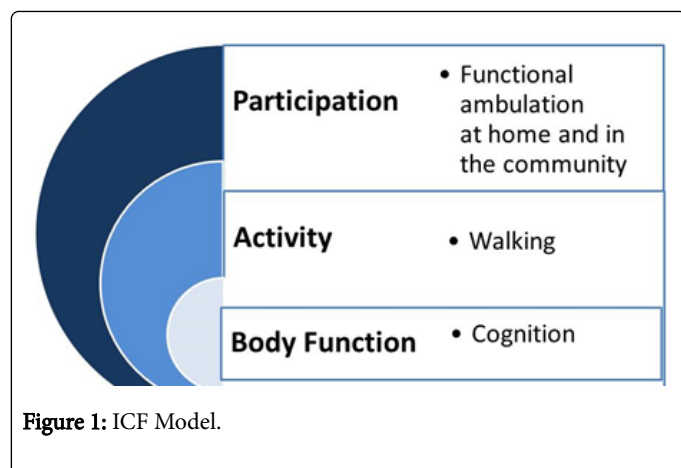 Participation
• Functional
ambulation
at home and in
the community
Activity
• Walking
Body Function
• Cognition
Figure 1: ICF Model.